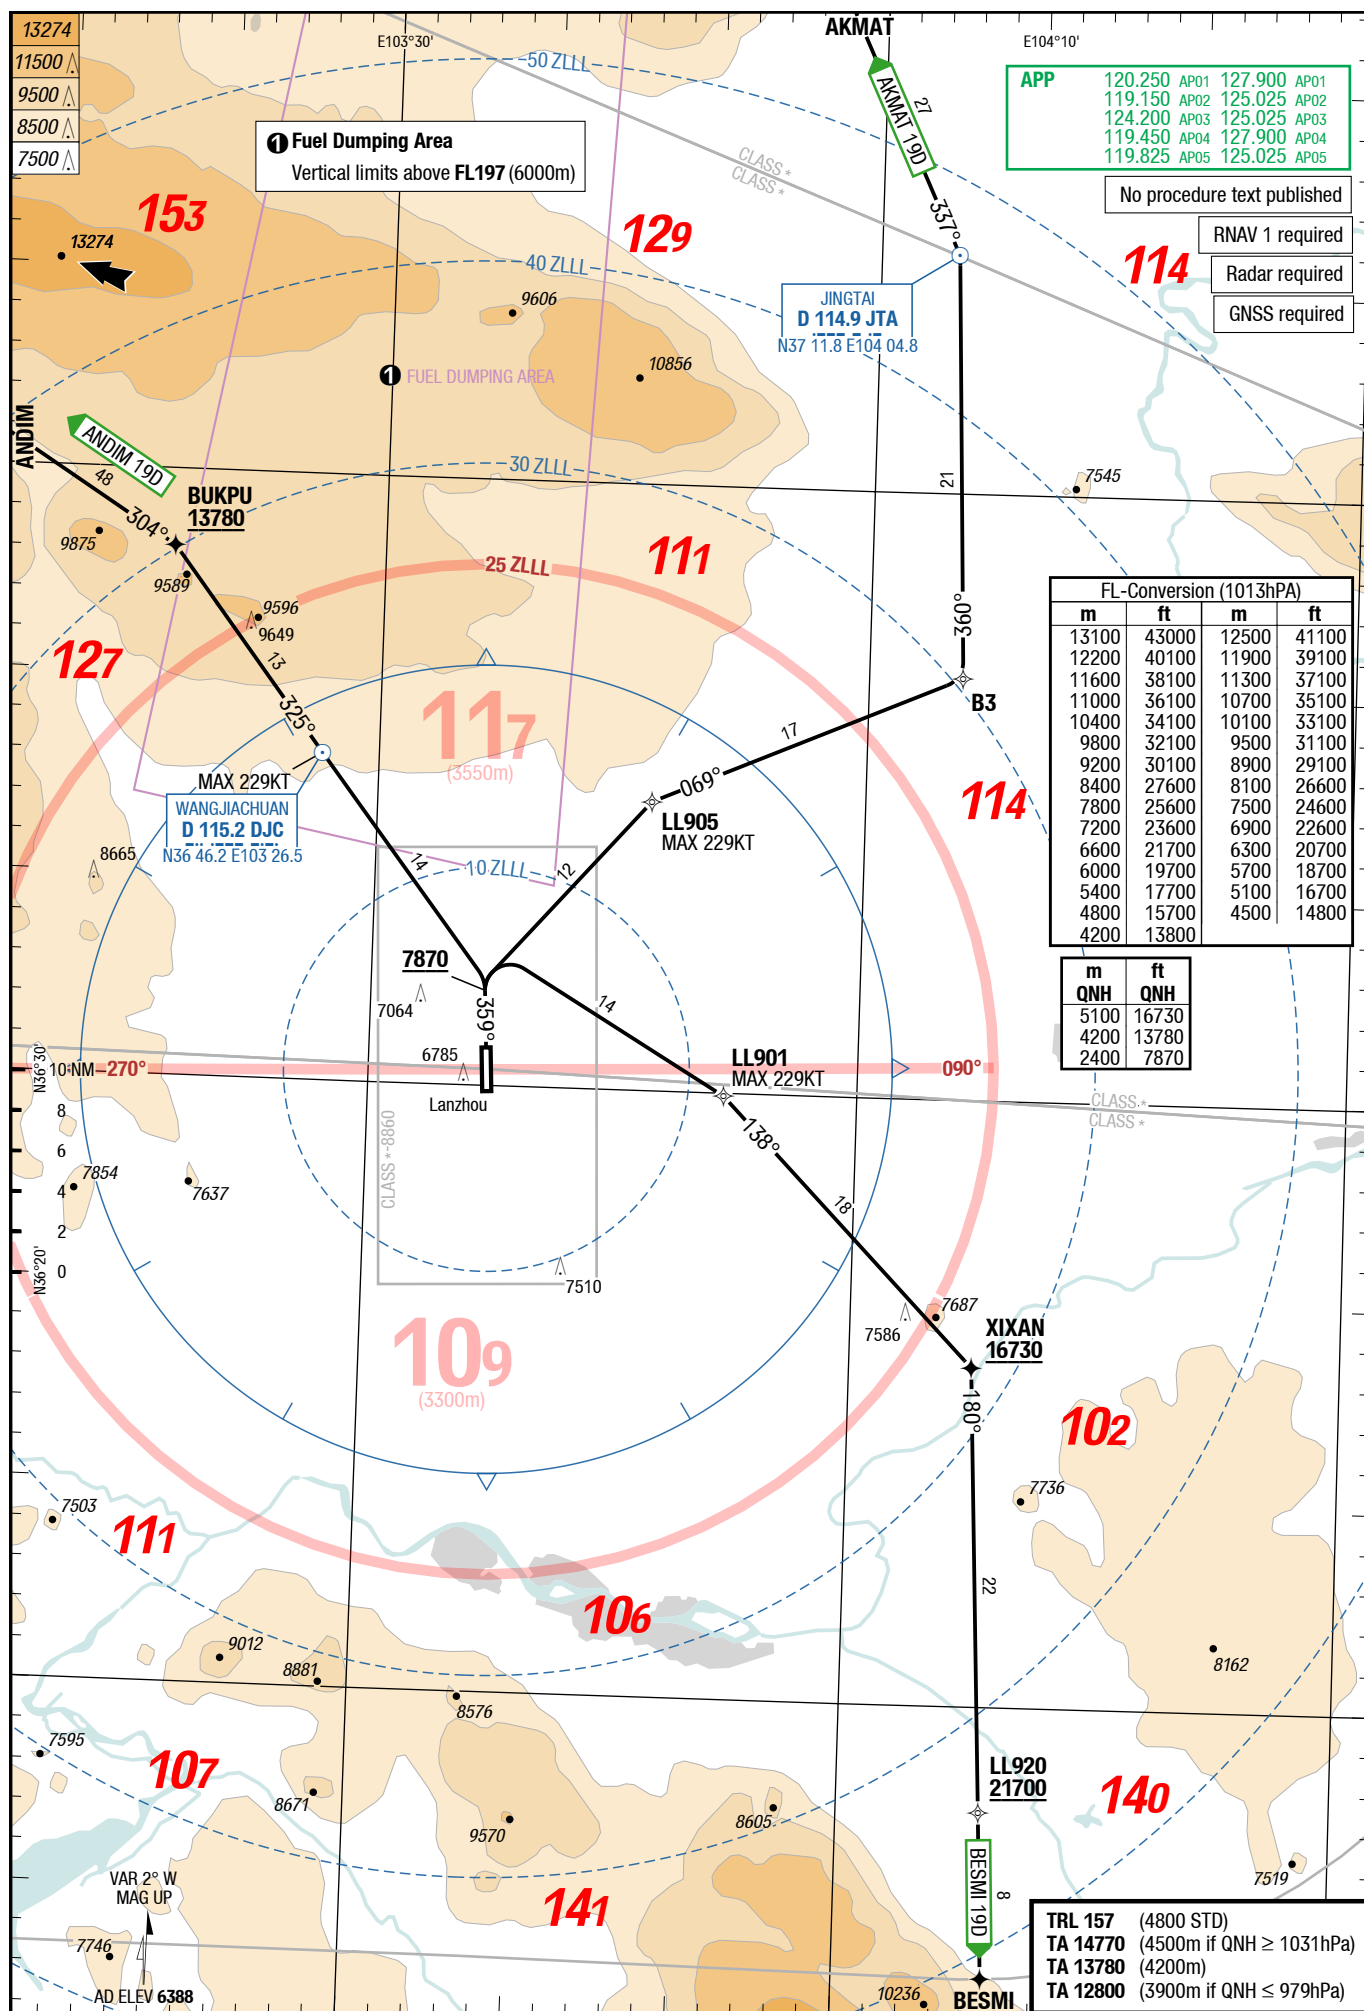 13274
11500
9500
8500
7500
E103°30'
50 ZLLL
AKMAT
E104°10'
27
AKMAT 19D
337°
APP 120.250 AP01 127.900 AP01
119.150 AP02 125.025 AP02
124.200 AP03 125.025 AP03
119.450 AP04 127.900 AP04
119.825 AP05 125.025 AP05
1 Fuel Dumping Area
Vertical limits above FL197 (6000m)
CLASS *
CLASS *
No procedure text published
RNAV 1 required
Radar required
GNSS required
153
13274
129
114
40 ZLLL
9606
JINGTAI
D 114.9 JTA
N37 11.8 E104 04.8
10856
1 FUEL DUMPING AREA
ANDIM
ANDIM 19D
48
304°
30 ZLLL
BUKPU
13780
21
7545
9875
9589
111
25 ZLLL
9596
9649
360°
127
13
325°
FL-Conversion (1013hPA)
m ft m ft
13100 43000 12500 41100
12200 40100 11900 39100
11600 38100 11300 37100
11000 36100 10700 35100
10400 34100 10100 33100
9800 32100 9500 31100
9200 30100 8900 29100
8400 27600 8100 26600
7800 25600 7500 24600
7200 23600 6900 22600
6600 21700 6300 20700
6000 19700 5700 18700
5400 17700 5100 16700
4800 15700 4500 14800
4200 13800
117
(3550m)
B3
17
069°
MAX 229KT
WANGJIACHUAN
D 115.2 DJC
N36 46.2 E103 26.5
LL905
MAX 229KT
114
8665
14
10 ZLLL
12
7870
7064
359°
14
m ft
QNH QNH
5100 16730
4200 13780
2400 7870
N36°30'
10 NM
270°
6785
Lanzhou
LL901
MAX 229KT
090°
CLASS *
CLASS *
8
6
4
2
0
N36°20'
7854
7637
CLASS *-8860
138°
18
7510
7586
7687
XIXAN
16730
109
(3300m)
180°
102
7736
7503
111
22
106
9012
8881
8576
8162
7595
107
8671
9570
8605
LL920
21700
140
7519
BESMI 19D
8
VAR 2° W
MAG UP
141
7746
AD ELEV 6388
10236
BESMI
TRL 157 (4800 STD)
TA 14770 (4500m if QNH ≥ 1031hPa)
TA 13780 (4200m)
TA 12800 (3900m if QNH ≤ 979hPa)